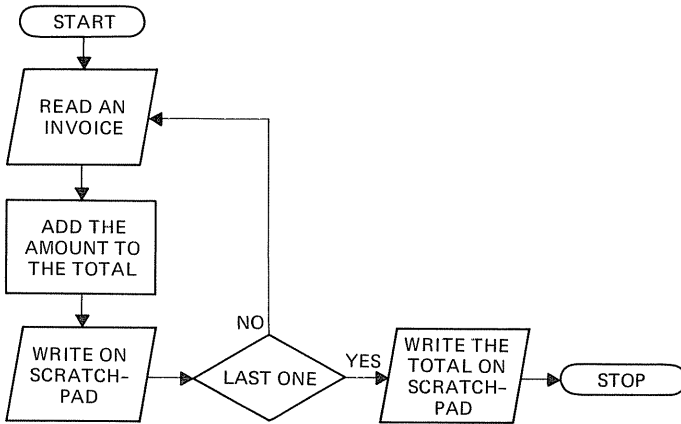 START
READ AN
INVOICE
ADD THE
AMOUNT TO
THE TOTAL
WRITE ON
SCRATCH-
PAD
NO
LAST ONE
YES
WRITE THE
TOTAL ON
SCRATCH-
PAD
STOP